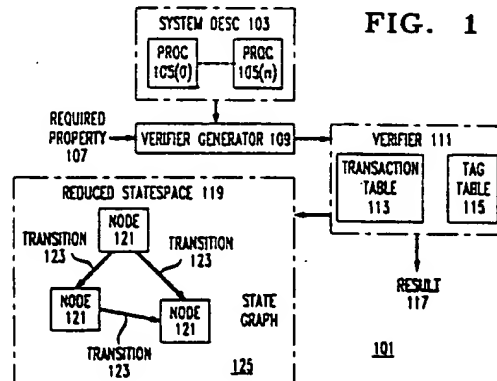 FIG. 1
SYSTEM DESC 103
PROC 105(0)
PROC 105(n)
REQUIRED PROPERTY 107
VERIFIER GENERATOR 109
VERIFIER 111
TRANSACTION TABLE 113
TAG TABLE 115
RESULT 117
REDUCED STATESPACE 119
NODE 121
TRANSITION 123
TRANSITION 123
NODE 121
NODE 121
TRANSITION 123
STATE GRAPH
125
101